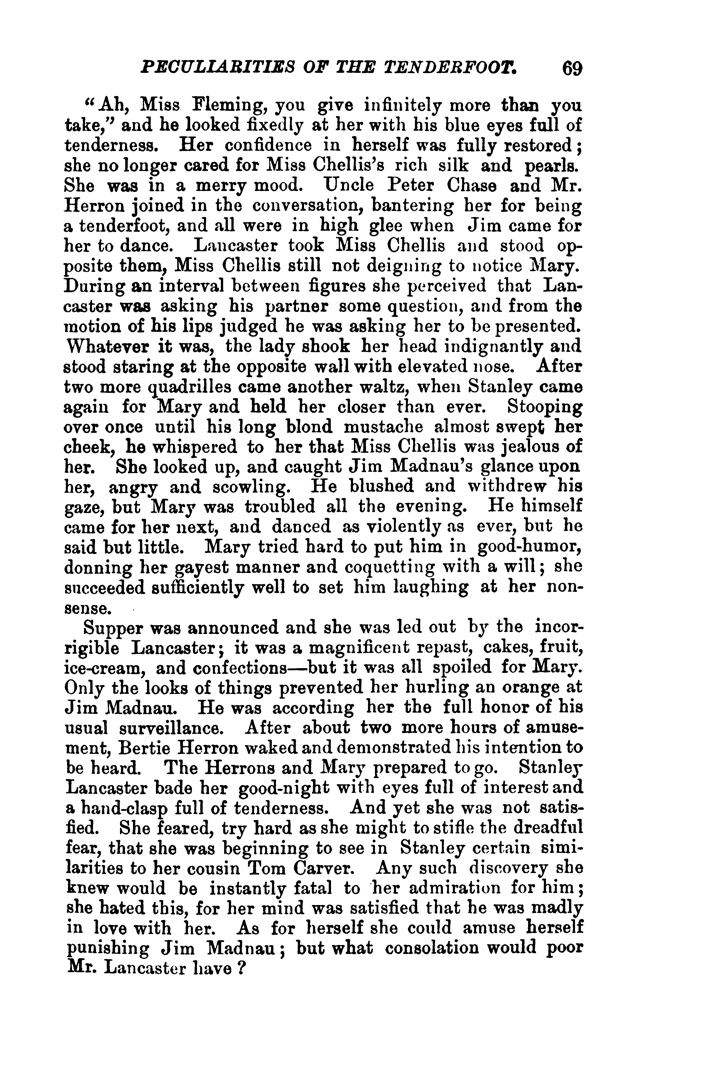 PECULIARITIES OF THE TENDERFOOT. 69
“Ah, Miss Fleming, you give infinitely more than you
take,” and he looked fixedly at her with his blue eyes full of
tenderness. Her confidence in herself was fully restored;
she no longer cared for Miss Chellis's rich silk and pearls.
She was in a merry mood. Uncle Peter Chase and Mr.
Herron joined in the conversation, bantering her for being
a tenderfoot, and all were in high glee when Jim came for
her to dance. Lancaster took Miss Chellis and stood op-
posite them, Miss Chellis still not deigning to notice Mary.
During an interval between figures she perceived that Lan-
caster was asking his partner some question, and from the
motion of his lips judged he was asking her to be presented.
Whatever it was, the lady shook her head indignantly and
stood staring at the opposite wall with elevated nose. After
two more quadrilles came another waltz, when Stanley came
again for Mary and held her closer than ever. Stooping
over once until his long blond mustache almost swept her
cheek, he whispered to her that Miss Chellis was jealous of
her. She looked up, and caught Jim Madnau's glance upon
her, angry and scowling. He blushed and withdrew his
gaze, but Mary was troubled all the evening. He himself
came for her next, and danced as violently as ever, but he
said but little. Mary tried hard to put him in good-humor,
donning her gayest manner and coquetting with a will; she
succeeded sufficiently well to set him laughing at her non-
sense.
Supper was announced and she was led out by the incor-
rigible Lancaster; it was a magnificent repast, cakes, fruit,
ice-cream, and confections—but it was all spoiled for Mary.
Only the looks of things prevented her hurling an orange at
Jim Madnau. He was according her the full honor of his
usual surveillance. After about two more hours of amuse-
ment, Bertie Herron waked and demonstrated his intention to
be heard. The Herrons and Mary prepared to go. Stanley
Lancaster bade her good-night with eyes full of interest and
a hand-clasp full of tenderness. And yet she was not satis-
fied. She feared, try hard as she might to stifle the dreadful
fear, that she was beginning to see in Stanley certain simi-
larities to her cousin Tom Carver. Any such discovery she
knew would be instantly fatal to her admiration for him;
she hated this, for her mind was satisfied that he was madly
in love with her. As for herself she could amuse herself
punishing Jim Madnau; but what consolation would poor
Mr. Lancaster have?